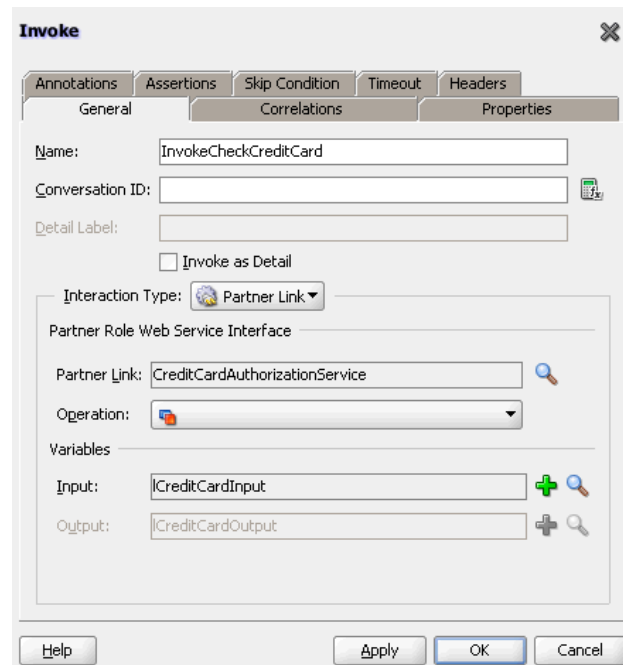 Invoke
Annotations Assertions Skip Condition Timeout Headers
General Correlations Properties
Name: InvokeCheckCreditCard
Conversation ID:
Detail Label:
Invoke as Detail
Interaction Type: Partner Link
Partner Role Web Service Interface
Partner Link: CreditCardAuthorizationService
Operation:
Variables
Input: lCreditCardInput
Output: lCreditCardOutput
Help Apply OK Cancel